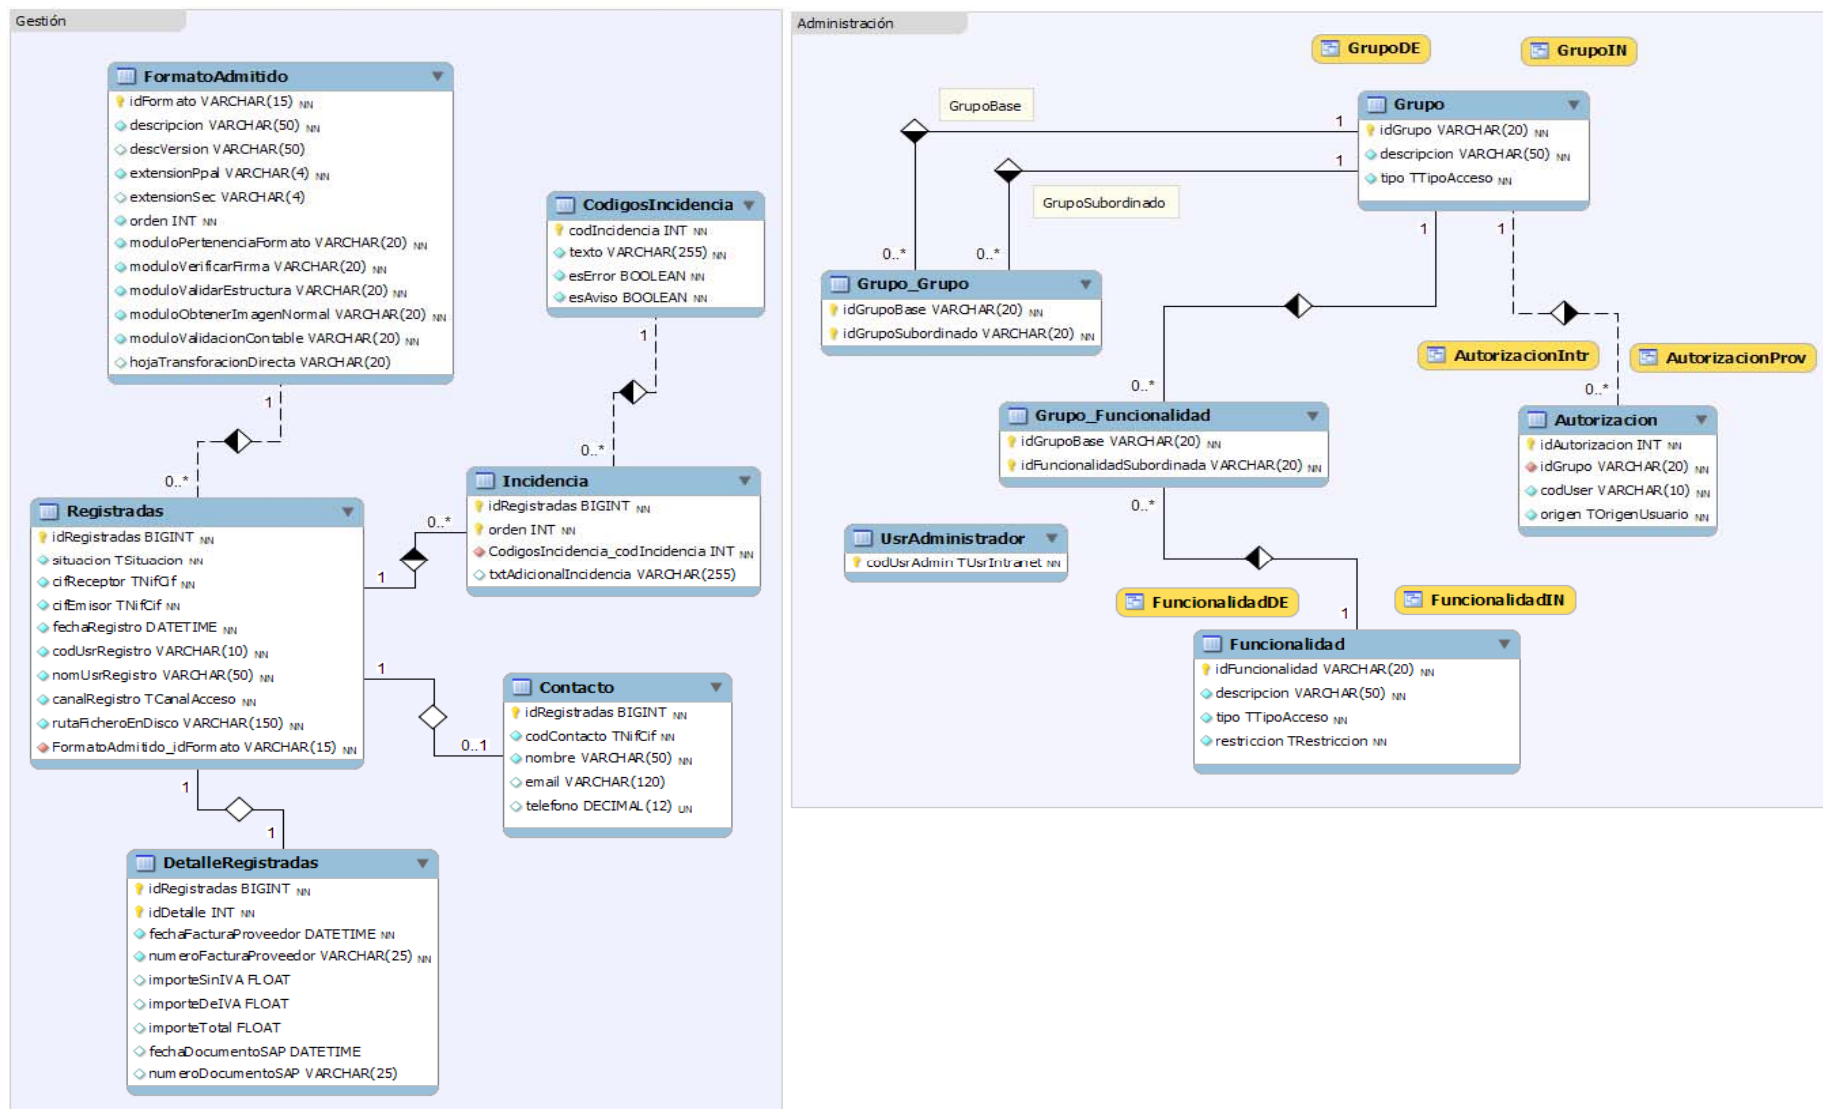 Gestión
FormatoAdmitido
idFormato VARCHAR(15) NN
descripcion VARCHAR(50) NN
descVersion VARCHAR(50)
extensionPpal VARCHAR(4) NN
extensionSec VARCHAR(4)
orden INT NN
moduloPertenenciaFormato VARCHAR(20) NN
moduloVerificarFirma VARCHAR(20) NN
moduloValidarEstructura VARCHAR(20) NN
moduloObtenerImagenNormal VARCHAR(20) NN
moduloValidacionContable VARCHAR(20) NN
hojaTransforacionDirecta VARCHAR(20)
1
0..*
CodigosIncidencia
codIncidencia INT NN
texto VARCHAR(255) NN
esError BOOLEAN NN
esAviso BOOLEAN NN
1
0..*
Registradas
idRegistradas BIGINT NN
situacion TSituacion NN
cifReceptor TNifCif NN
cifEmisor TNifCif NN
fechaRegistro DATETIME NN
codUsrRegistro VARCHAR(10) NN
nomUsrRegistro VARCHAR(50) NN
canalRegistro TCanalAcceso NN
rutaFicheroEnDisco VARCHAR(150) NN
FormatoAdmitido_idFormato VARCHAR(15) NN
1
0..*
Incidencia
idRegistradas BIGINT NN
orden INT NN
CodigosIncidencia_codIncidencia INT NN
txtAdicionalIncidencia VARCHAR(255)
1
0..1
Contacto
idRegistradas BIGINT NN
codContacto TNifCif NN
nombre VARCHAR(50) NN
email VARCHAR(120)
telefono DECIMAL(12) UN
1
1
DetalleRegistradas
idRegistradas BIGINT NN
idDetalle INT NN
fechaFacturaProveedor DATETIME NN
numeroFacturaProveedor VARCHAR(25) NN
importeSinIVA FLOAT
importeDeIVA FLOAT
importeTotal FLOAT
fechaDocumentoSAP DATETIME
numeroDocumentoSAP VARCHAR(25)
Administración
GrupoDE
GrupoIN
GrupoBase
1
Grupo
idGrupo VARCHAR(20) NN
descripcion VARCHAR(50) NN
tipo TTipoAcceso NN
1
GrupoSubordinado
1
1
0..*
0..*
Grupo_Grupo
idGrupoBase VARCHAR(20) NN
idGrupoSubordinado VARCHAR(20) NN
AutorizacionIntr
AutorizacionProv
0..*
0..*
Grupo_Funcionalidad
idGrupoBase VARCHAR(20) NN
idFuncionalidadSubordinada VARCHAR(20) NN
0..*
Autorizacion
idAutorizacion INT NN
idGrupo VARCHAR(20) NN
codUser VARCHAR(10) NN
origen TOrigenUsuario NN
UsrAdministrador
codUsrAdmin TUsrIntranet NN
FuncionalidadDE
FuncionalidadIN
1
Funcionalidad
idFuncionalidad VARCHAR(20) NN
descripcion VARCHAR(50) NN
tipo TTipoAcceso NN
restriccion TRestriccion NN